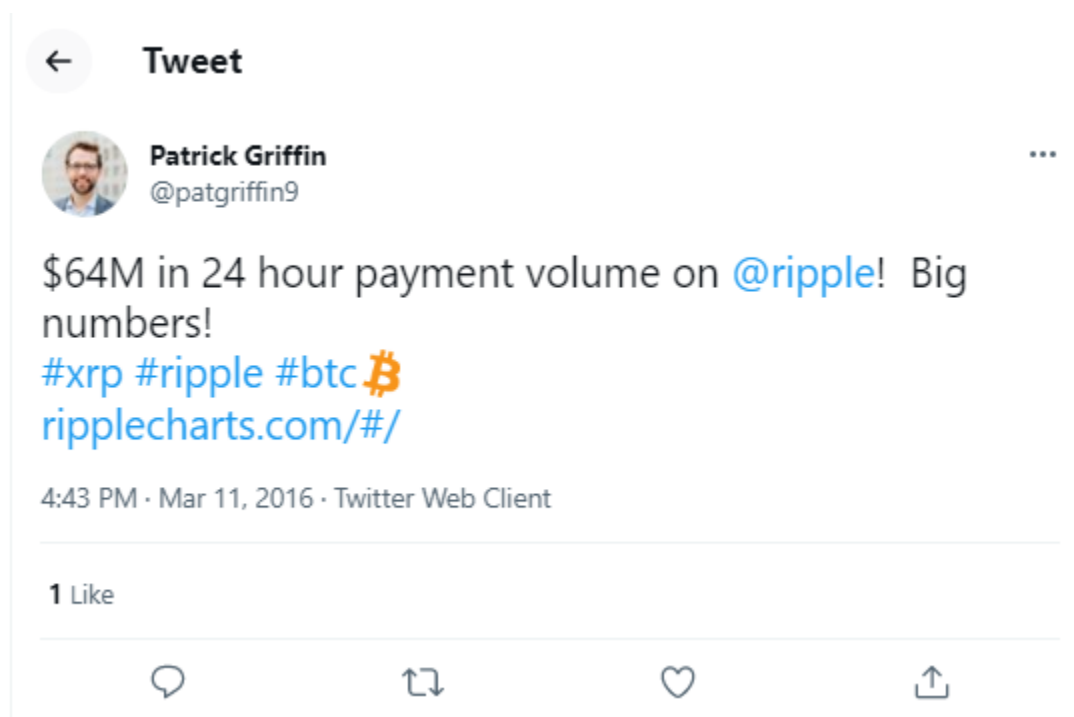 Tweet
Patrick Griffin
@patgriffin9
$64M in 24 hour payment volume on @ripple!  Big
numbers!
#xrp #ripple #btc
ripplecharts.com/#/
4:43 PM · Mar 11, 2016 · Twitter Web Client
1 Like